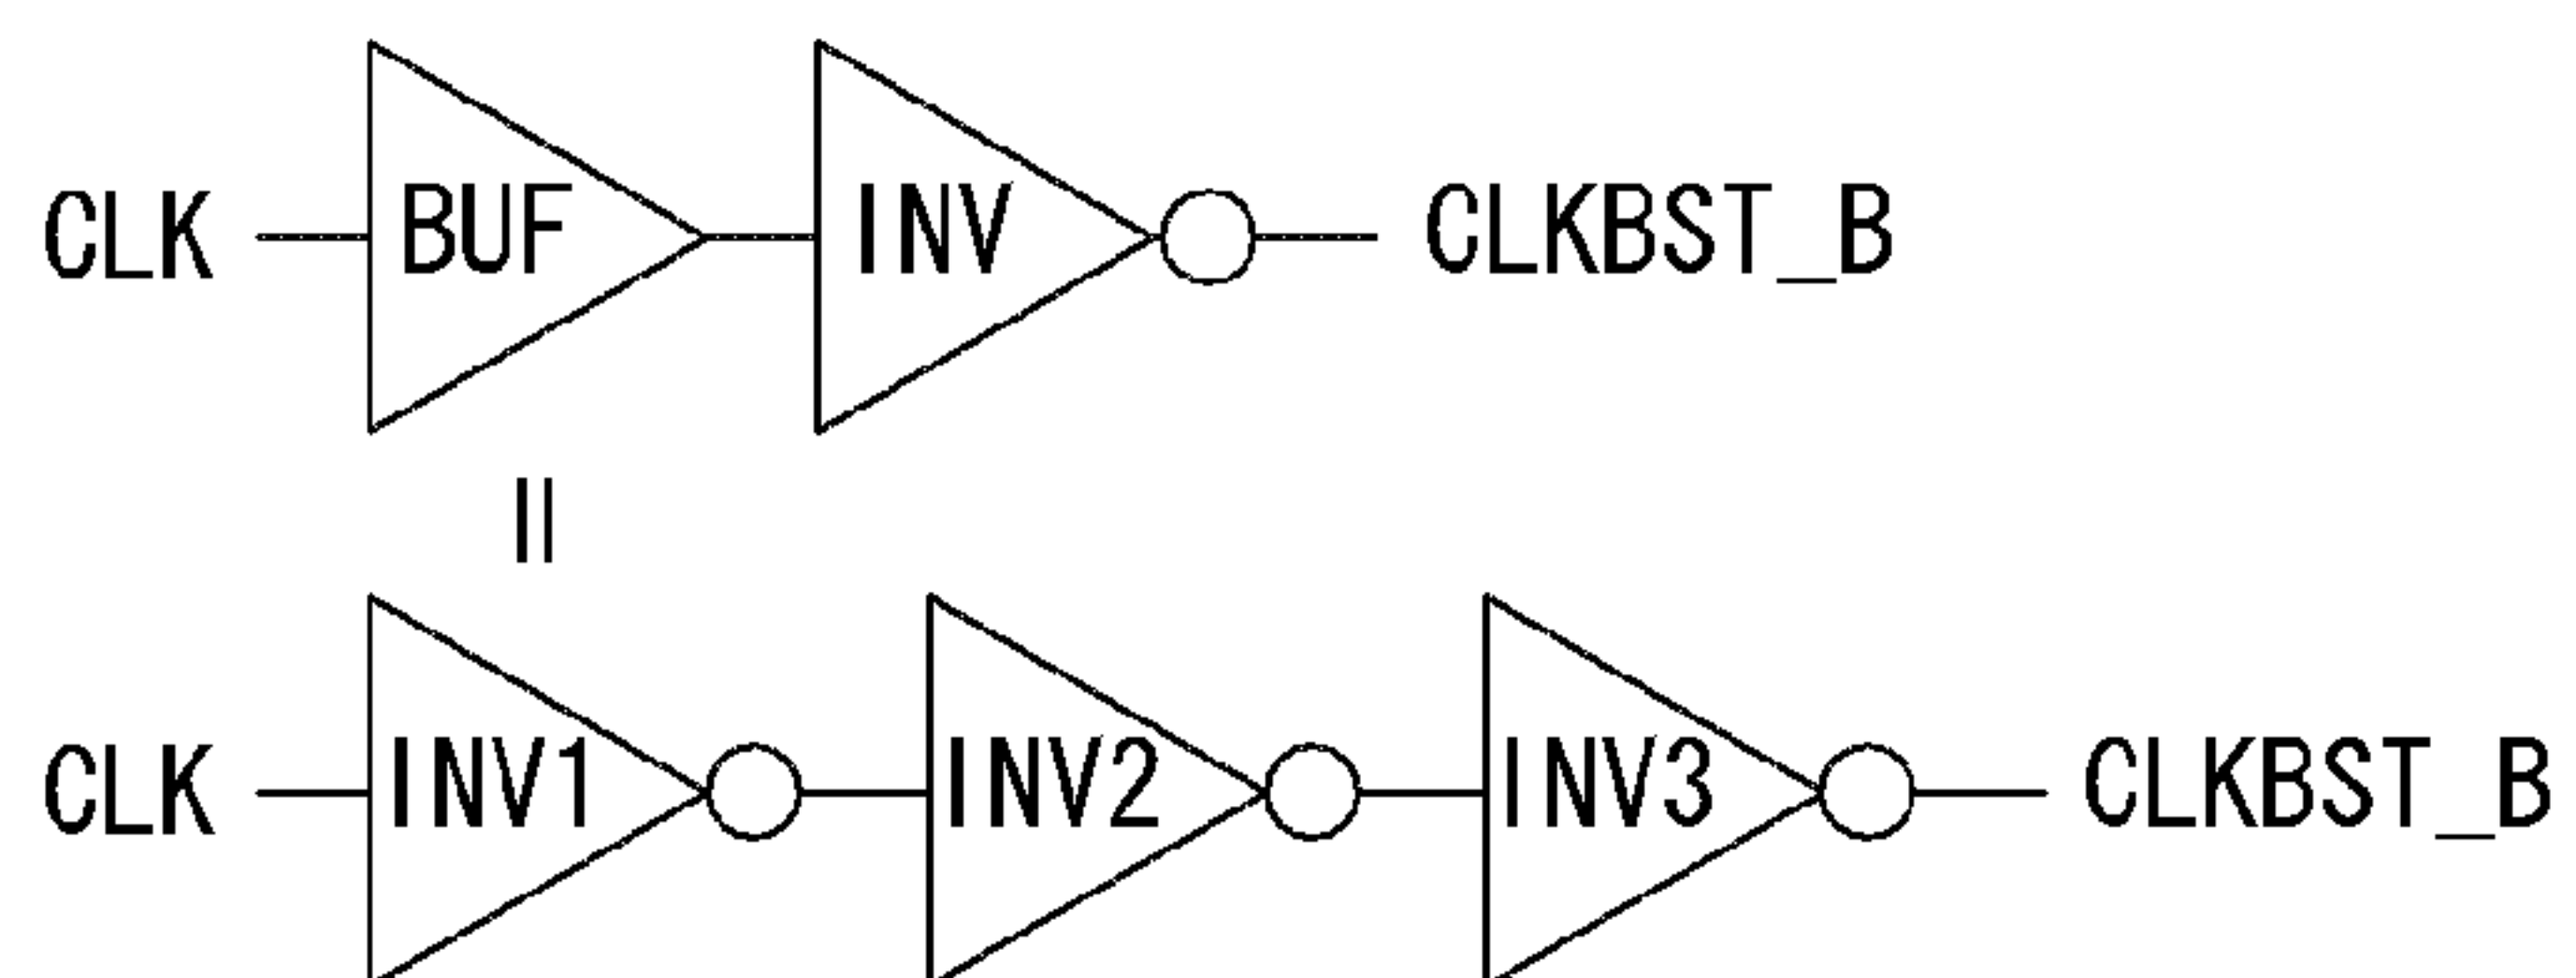 CLK BUF INV CLKBST_B
=
CLK INV1 INV2 INV3 CLKBST_B